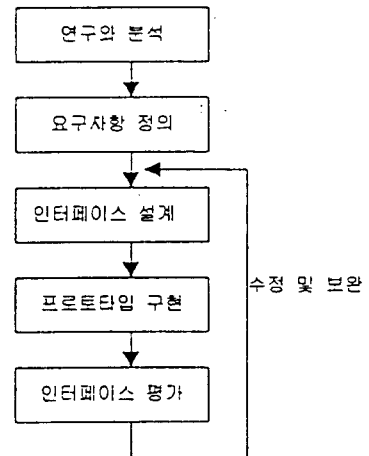 연구와 분석
요구사항 정의
인터페이스 설계
프로토타입 구현
수정 및 보완
인터페이스 평가